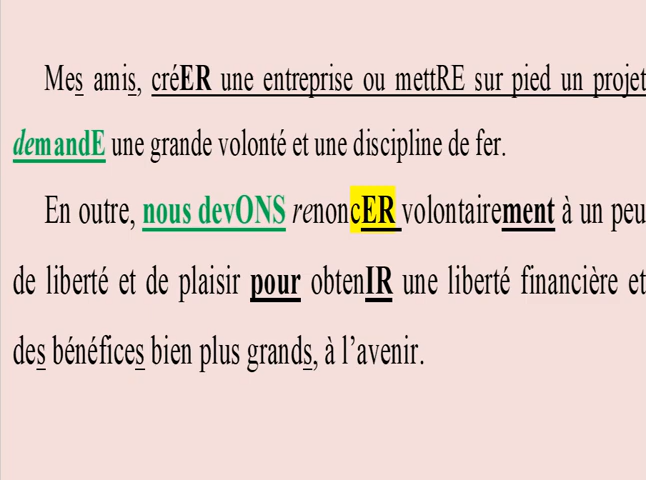 Mes amis, créER une entreprise ou mettRE sur pied un projet
demandE une grande volonté et une discipline de fer.
En outre, nous devONS renoncER volontairement à un peu
de liberté et de plaisir pour obtenIR une liberté financière et
des bénéfices bien plus grands, à l’avenir.